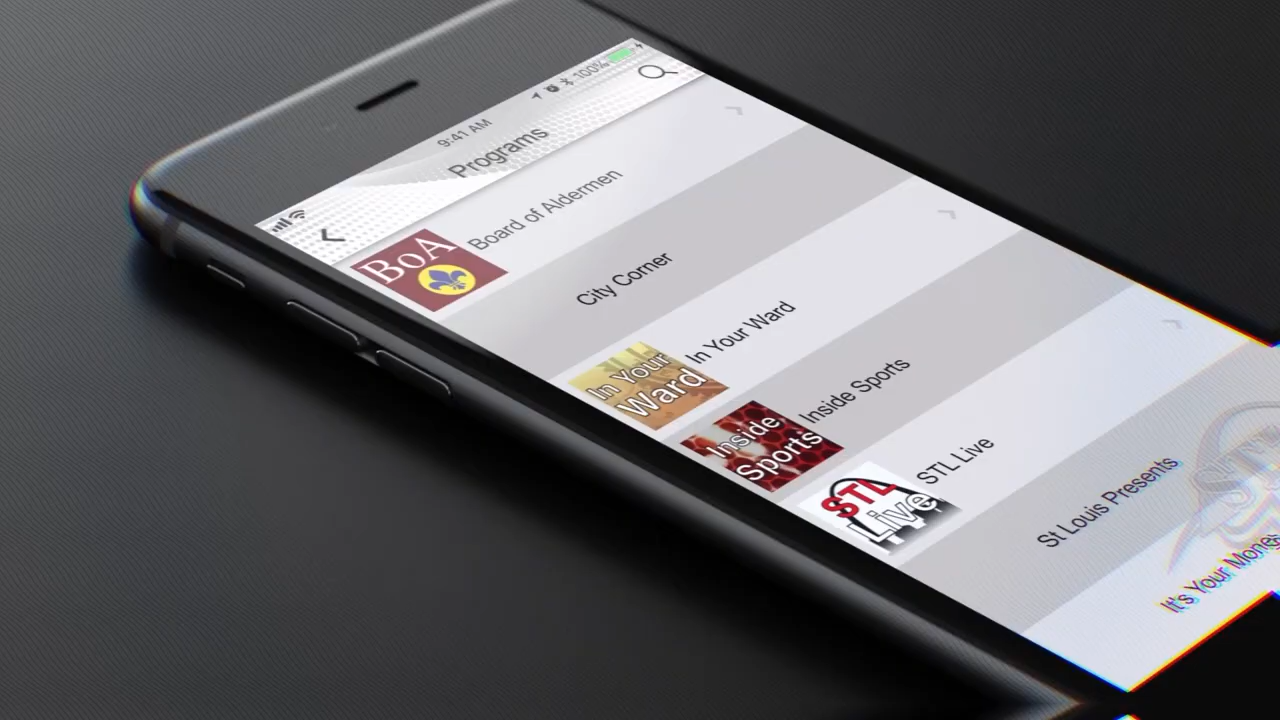 9:41 AM
100%
Programs
BoA
Board of Aldermen
City Corner
In Your
Ward
In Your Ward
Inside
Sports
Inside Sports
STL
Live
STL Live
St Louis Presents
It's Your Money